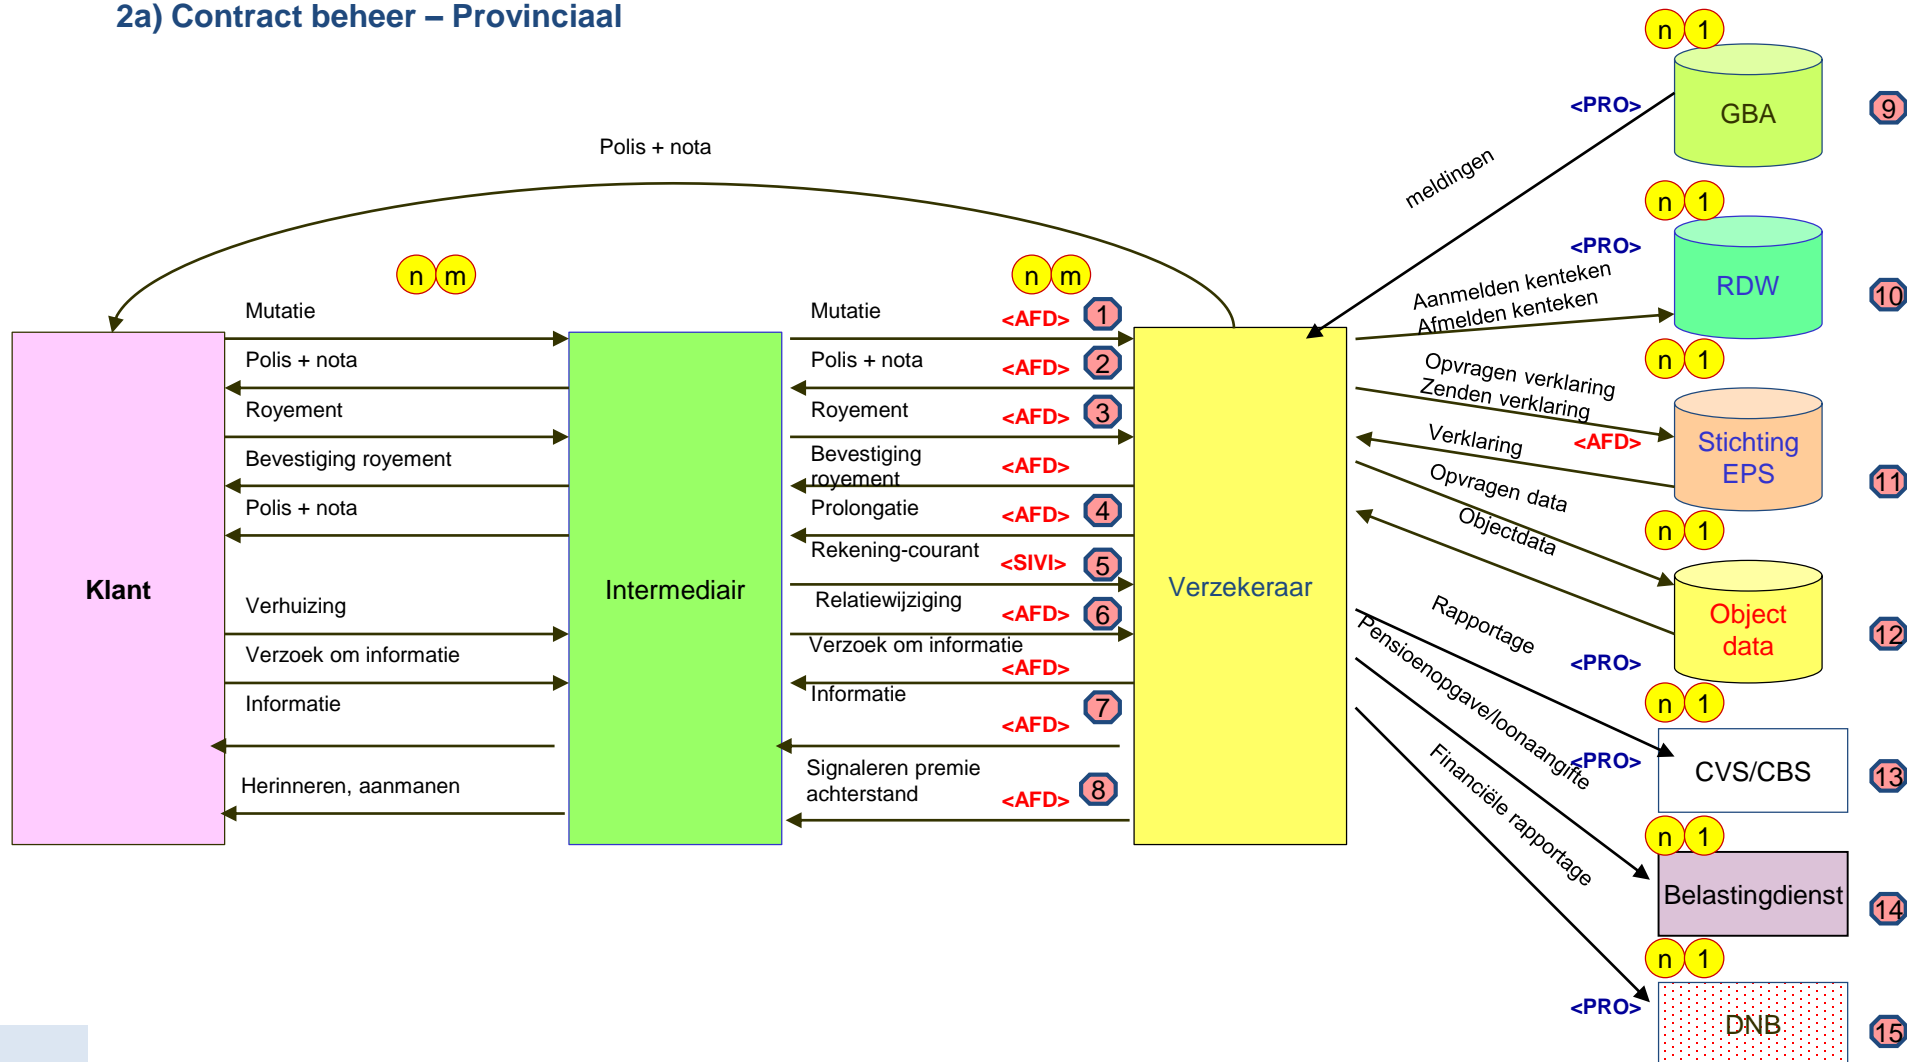 2a) Contract beheer – Provinciaal
n 1
GBA
<PRO>
9
Polis + nota
meldingen
n 1
<PRO>
RDW
10
Aanmelden kenteken
Afmelden kenteken
n m
n m
Mutatie
Mutatie
<AFD>
1
Polis + nota
Polis + nota
<AFD>
2
Royement
Royement
<AFD>
3
Bevestiging royement
Bevestiging
royement
<AFD>
Polis + nota
Prolongatie
<AFD>
4
Rekening-courant
<SIVI>
5
Klant
Intermediair
Verzekeraar
Verhuizing
Relatiewijziging
<AFD>
6
Verzoek om informatie
Verzoek om informatie
<AFD>
Informatie
Informatie
<AFD>
7
Herinneren, aanmanen
Signaleren premie
achterstand
<AFD>
8
n 1
Opvragen verklaring
Zenden verklaring
Verklaring
<AFD>
Stichting
EPS
11
Opvragen data
Objectdata
n 1
Object
data
12
Rapportage
<PRO>
n 1
CVS/CBS
13
Pensioenopgave/loonaangifte
<PRO>
n 1
Belastingdienst
14
Financiële rapportage
n 1
<PRO>
DNB
15